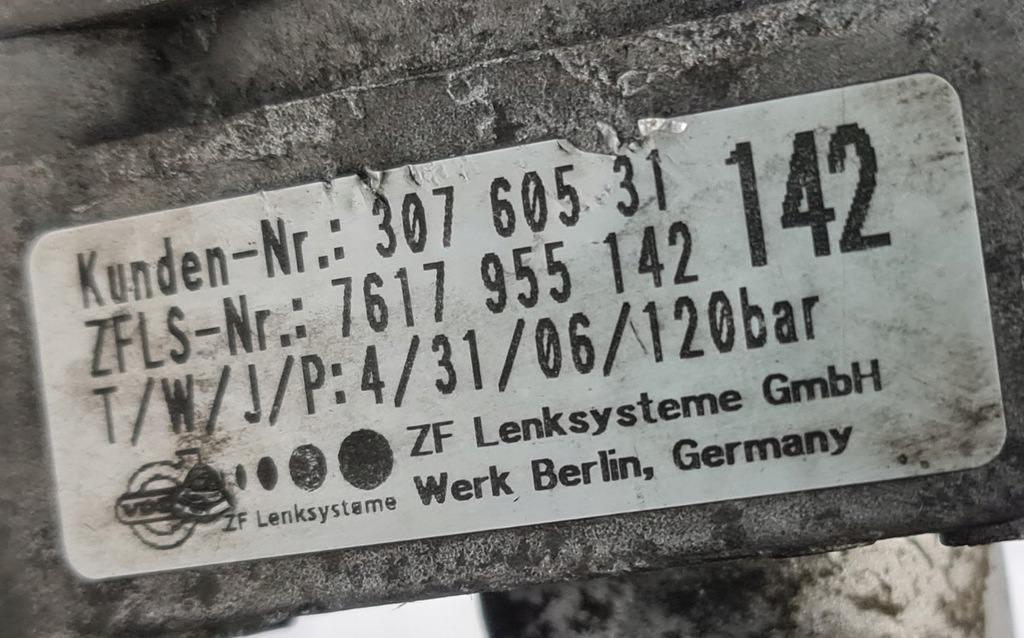 Kunden-Nr.: 307 605 31
142
ZFLS-Nr.: 7617 955 142
T/W/J/P:4/31/06/120bar
ZF Lenksysteme GmbH
Werk Berlin, Germany
ZF Lenksysteme